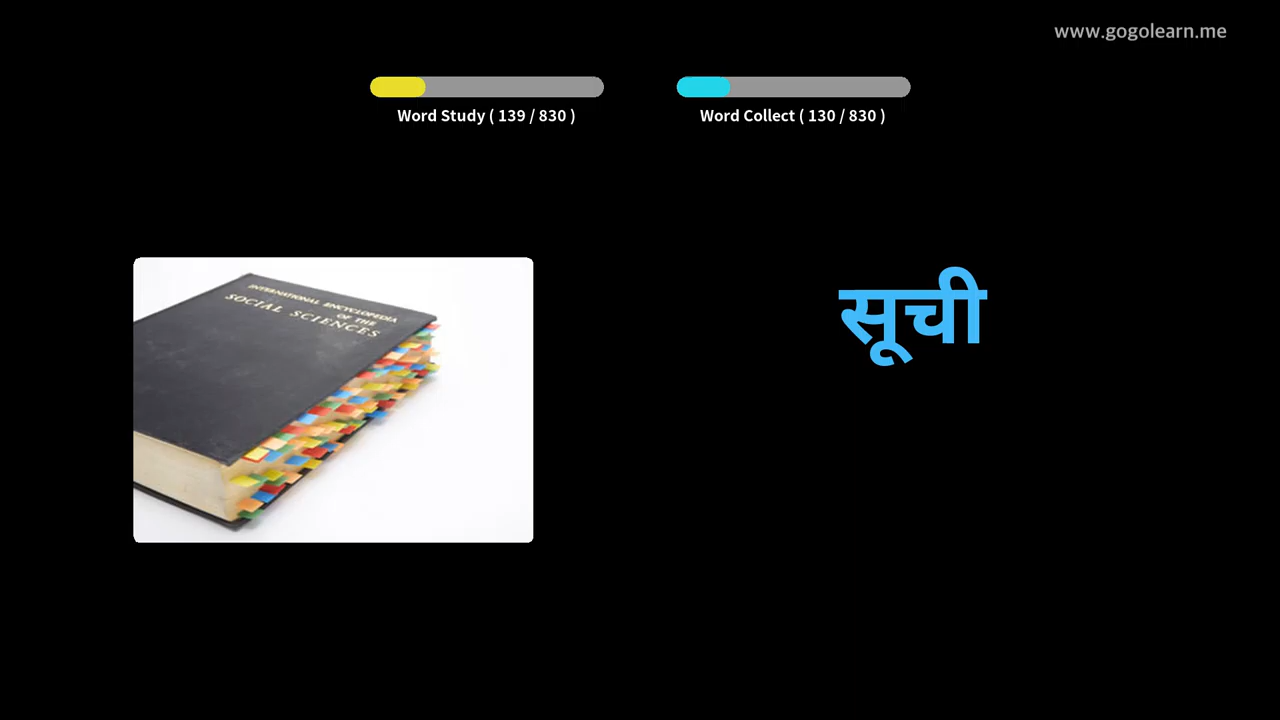 www.gogolearn.me
Word Study ( 139 / 830 )
Word Collect ( 130 / 830 )
INTERNATIONAL ENCYCLOPEDIA
OF THE
SOCIAL SCIENCES
सूची